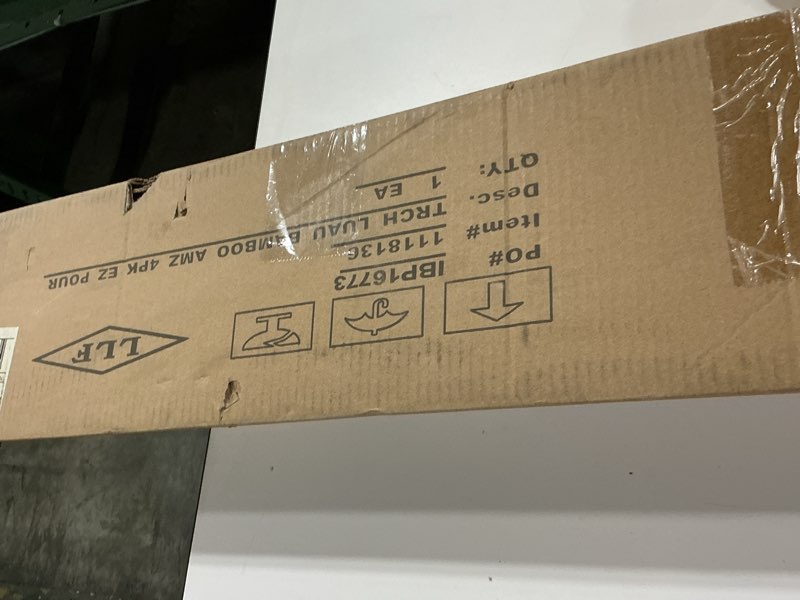 PO# IBP16773
Item# 1118136
Desc. TRCH LUAU BAMBOO AMZ 4PK EZ POUR
QTY: 1 EA
LLF